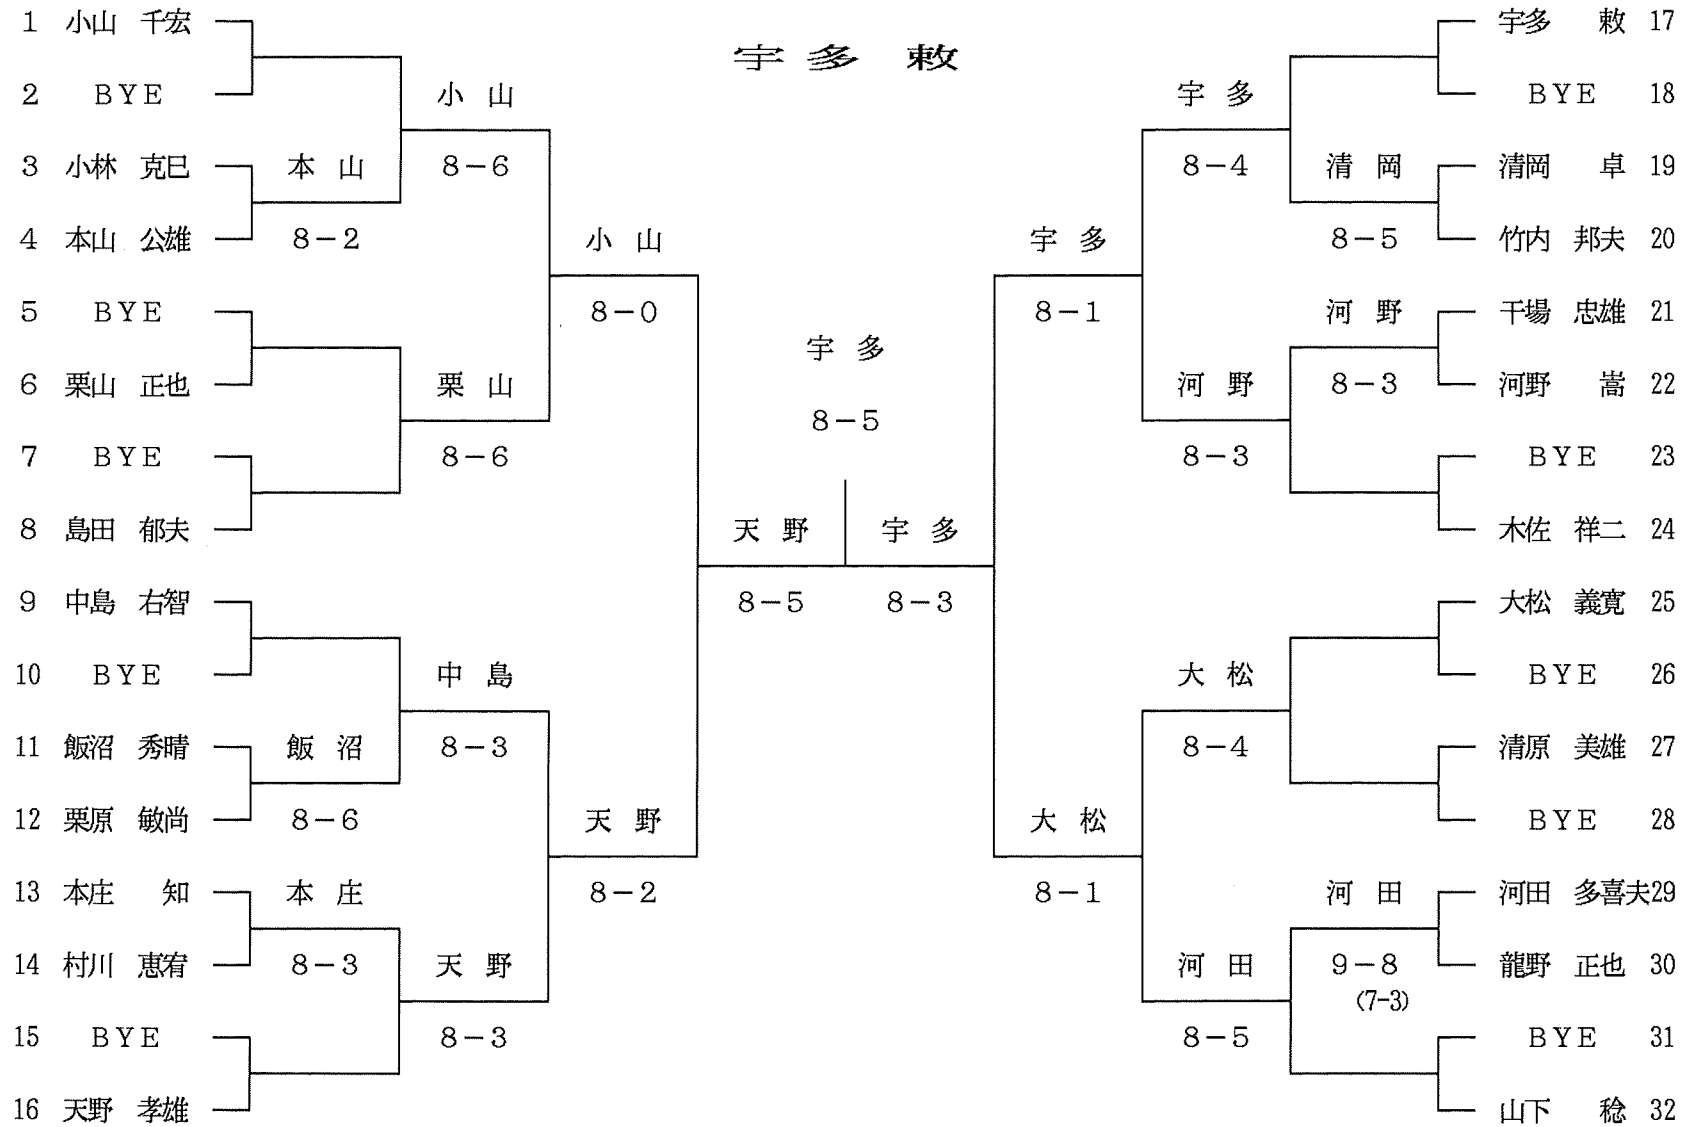 宇多 敕
1 小山 千宏
2 BYE
3 小林 克巳
4 本山 公雄
5 BYE
6 栗山 正也
7 BYE
8 島田 郁夫
9 中島 右智
10 BYE
11 飯沼 秀晴
12 栗原 敏尚
13 本庄 知
14 村川 恵宥
15 BYE
16 天野 孝雄
本山
8-2
飯沼
8-6
本庄
8-3
小山
8-6
栗山
8-6
中島
8-3
天野
8-3
小山
8-0
天野
8-2
天野
8-5
宇多
8-5
宇多
8-3
宇多
8-1
大松
8-1
宇多
8-4
河野
8-3
大松
8-4
河田
8-5
清岡
8-5
河野
8-3
河田
9-8
(7-3)
宇多 敕 17
BYE 18
清岡 卓 19
竹内 邦夫 20
干場 忠雄 21
河野 嵩 22
BYE 23
木佐 祥二 24
大松 義寛 25
BYE 26
清原 美雄 27
BYE 28
河田 多喜夫 29
龍野 正也 30
BYE 31
山下 稔 32